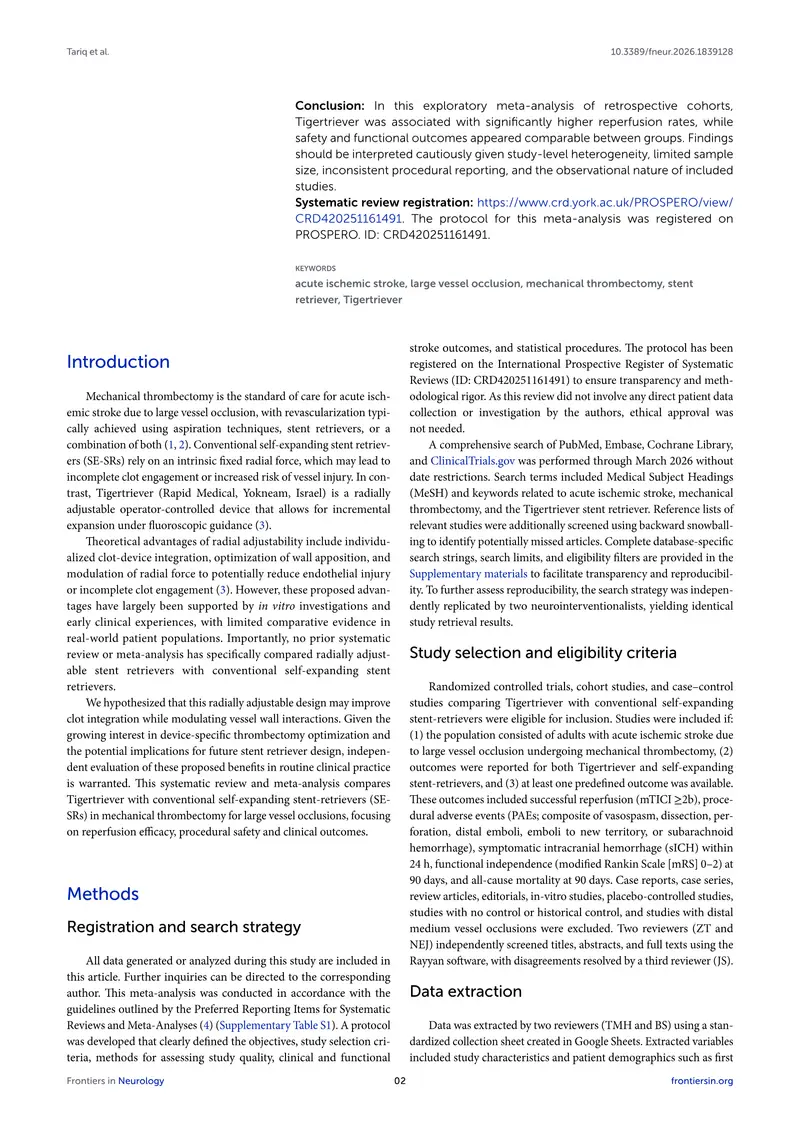 Tariq et al.
10.3389/fneur.2026.1839128
Conclusion: In this exploratory meta-analysis of retrospective cohorts,
Tigertriever was associated with significantly higher reperfusion rates, while
safety and functional outcomes appeared comparable between groups. Findings
should be interpreted cautiously given study-level heterogeneity, limited sample
size, inconsistent procedural reporting, and the observational nature of included
studies.
Systematic review registration: https://www.crd.york.ac.uk/PROSPERO/view/
CRD420251161491. The protocol for this meta-analysis was registered on
PROSPERO. ID: CRD420251161491.
KEYWORDS
acute ischemic stroke, large vessel occlusion, mechanical thrombectomy, stent
retriever, Tigertriever
Introduction
Mechanical thrombectomy is the standard of care for acute isch-
emic stroke due to large vessel occlusion, with revascularization typi-
cally achieved using aspiration techniques, stent retrievers, or a
combination of both (1, 2). Conventional self-expanding stent retriev-
ers (SE-SRs) rely on an intrinsic fixed radial force, which may lead to
incomplete clot engagement or increased risk of vessel injury. In con-
trast, Tigertriever (Rapid Medical, Yokneam, Israel) is a radially
adjustable operator-controlled device that allows for incremental
expansion under fluoroscopic guidance (3).
Theoretical advantages of radial adjustability include individu-
alized clot-device integration, optimization of wall apposition, and
modulation of radial force to potentially reduce endothelial injury
or incomplete clot engagement (3). However, these proposed advan-
tages have largely been supported by in vitro investigations and
early clinical experiences, with limited comparative evidence in
real-world patient populations. Importantly, no prior systematic
review or meta-analysis has specifically compared radially adjust-
able stent retrievers with conventional self-expanding stent
retrievers.
We hypothesized that this radially adjustable design may improve
clot integration while modulating vessel wall interactions. Given the
growing interest in device-specific thrombectomy optimization and
the potential implications for future stent retriever design, indepen-
dent evaluation of these proposed benefits in routine clinical practice
is warranted. This systematic review and meta-analysis compares
Tigertriever with conventional self-expanding stent-retrievers (SE-
SRs) in mechanical thrombectomy for large vessel occlusions, focusing
on reperfusion efficacy, procedural safety and clinical outcomes.
Methods
Registration and search strategy
All data generated or analyzed during this study are included in
this article. Further inquiries can be directed to the corresponding
author. This meta-analysis was conducted in accordance with the
guidelines outlined by the Preferred Reporting Items for Systematic
Reviews and Meta-Analyses (4) (Supplementary Table S1). A protocol
was developed that clearly defined the objectives, study selection cri-
teria, methods for assessing study quality, clinical and functional
stroke outcomes, and statistical procedures. The protocol has been
registered on the International Prospective Register of Systematic
Reviews (ID: CRD420251161491) to ensure transparency and meth-
odological rigor. As this review did not involve any direct patient data
collection or investigation by the authors, ethical approval was
not needed.
A comprehensive search of PubMed, Embase, Cochrane Library,
and ClinicalTrials.gov was performed through March 2026 without
date restrictions. Search terms included Medical Subject Headings
(MeSH) and keywords related to acute ischemic stroke, mechanical
thrombectomy, and the Tigertriever stent retriever. Reference lists of
relevant studies were additionally screened using backward snowball-
ing to identify potentially missed articles. Complete database-specific
search strings, search limits, and eligibility filters are provided in the
Supplementary materials to facilitate transparency and reproducibil-
ity. To further assess reproducibility, the search strategy was indepen-
dently replicated by two neurointerventionalists, yielding identical
study retrieval results.
Study selection and eligibility criteria
Randomized controlled trials, cohort studies, and case–control
studies comparing Tigertriever with conventional self-expanding
stent-retrievers were eligible for inclusion. Studies were included if:
(1) the population consisted of adults with acute ischemic stroke due
to large vessel occlusion undergoing mechanical thrombectomy, (2)
outcomes were reported for both Tigertriever and self-expanding
stent-retrievers, and (3) at least one predefined outcome was available.
These outcomes included successful reperfusion (mTICI ≥2b), proce-
dural adverse events (PAEs; composite of vasospasm, dissection, per-
foration, distal emboli, emboli to new territory, or subarachnoid
hemorrhage), symptomatic intracranial hemorrhage (sICH) within
24 h, functional independence (modified Rankin Scale [mRS] 0–2) at
90 days, and all-cause mortality at 90 days. Case reports, case series,
review articles, editorials, in-vitro studies, placebo-controlled studies,
studies with no control or historical control, and studies with distal
medium vessel occlusions were excluded. Two reviewers (ZT and
NEJ) independently screened titles, abstracts, and full texts using the
Rayyan software, with disagreements resolved by a third reviewer (JS).
Data extraction
Data was extracted by two reviewers (TMH and BS) using a stan-
dardized collection sheet created in Google Sheets. Extracted variables
included study characteristics and patient demographics such as first
Frontiers in Neurology
02
frontiersin.org